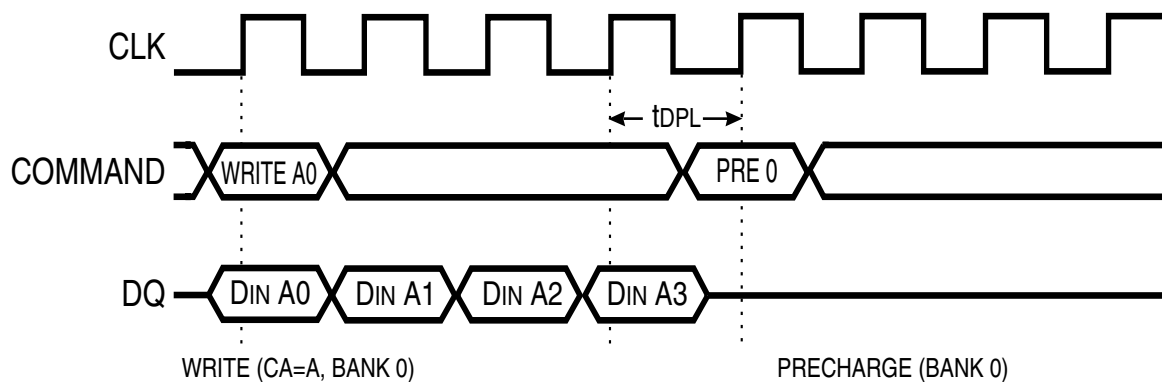 CLK
tDPL
COMMAND WRITE A0 PRE 0
DQ DIN A0 DIN A1 DIN A2 DIN A3
WRITE (CA=A, BANK 0) PRECHARGE (BANK 0)